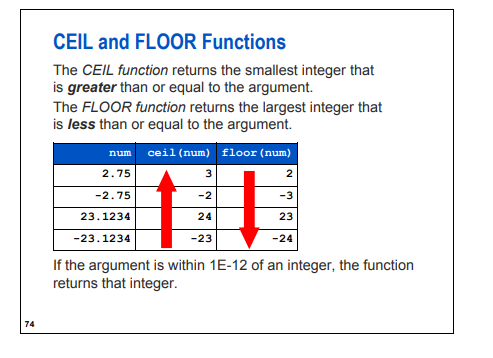 CEIL and FLOOR Functions
The CEIL function returns the smallest integer that
is greater than or equal to the argument.
The FLOOR function returns the largest integer that
is less than or equal to the argument.
num ceil(num) floor(num)
2.75 3 2
-2.75 -2 -3
23.1234 24 23
-23.1234 -23 -24
If the argument is within 1E-12 of an integer, the function
returns that integer.
74